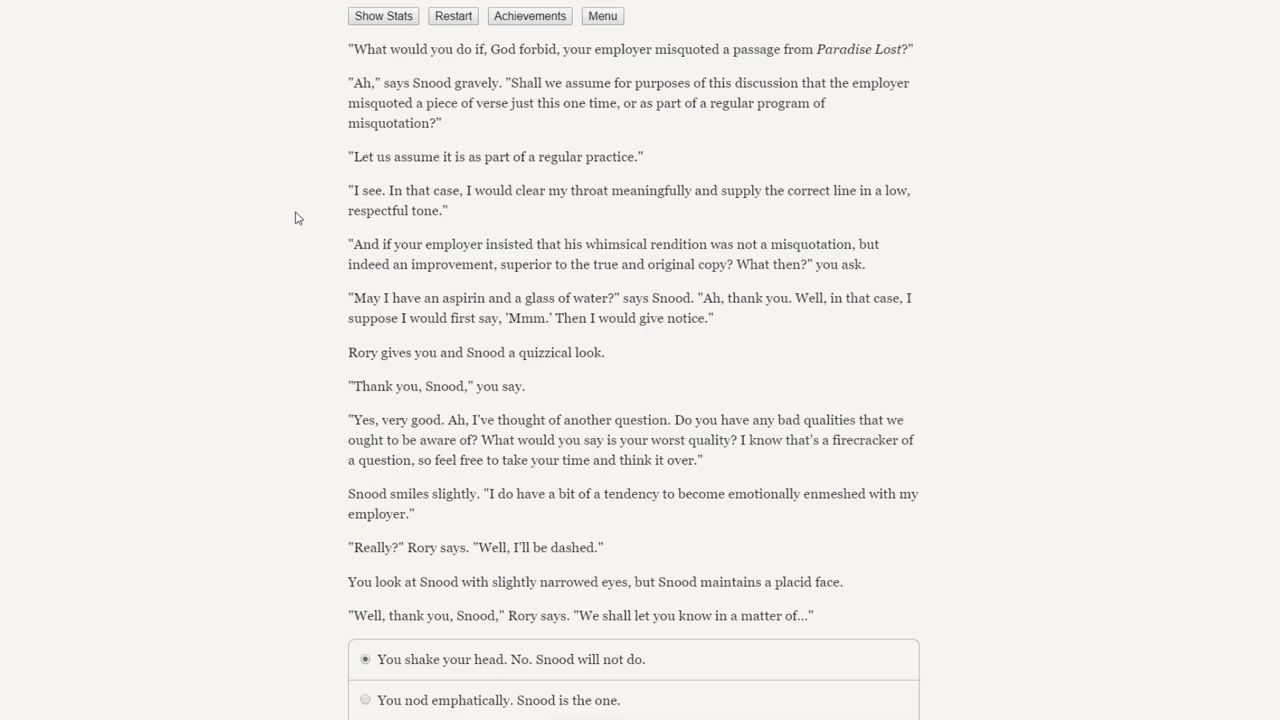 Show Stats Restart Achievements Menu
"What would you do if, God forbid, your employer misquoted a passage from Paradise Lost?"
"Ah," says Snood gravely. "Shall we assume for purposes of this discussion that the employer
misquoted a piece of verse just this one time, or as part of a regular program of
misquotation?"
"Let us assume it is as part of a regular practice."
"I see. In that case, I would clear my throat meaningfully and supply the correct line in a low,
respectful tone."
"And if your employer insisted that his whimsical rendition was not a misquotation, but
indeed an improvement, superior to the true and original copy? What then?" you ask.
"May I have an aspirin and a glass of water?" says Snood. "Ah, thank you. Well, in that case, I
suppose I would first say, 'Mmm.' Then I would give notice."
Rory gives you and Snood a quizzical look.
"Thank you, Snood," you say.
"Yes, very good. Ah, I've thought of another question. Do you have any bad qualities that we
ought to be aware of? What would you say is your worst quality? I know that's a firecracker of
a question, so feel free to take your time and think it over."
Snood smiles slightly. "I do have a bit of a tendency to become emotionally enmeshed with my
employer."
"Really?" Rory says. "Well, I'll be dashed."
You look at Snood with slightly narrowed eyes, but Snood maintains a placid face.
"Well, thank you, Snood," Rory says. "We shall let you know in a matter of..."
You shake your head. No. Snood will not do.
You nod emphatically. Snood is the one.